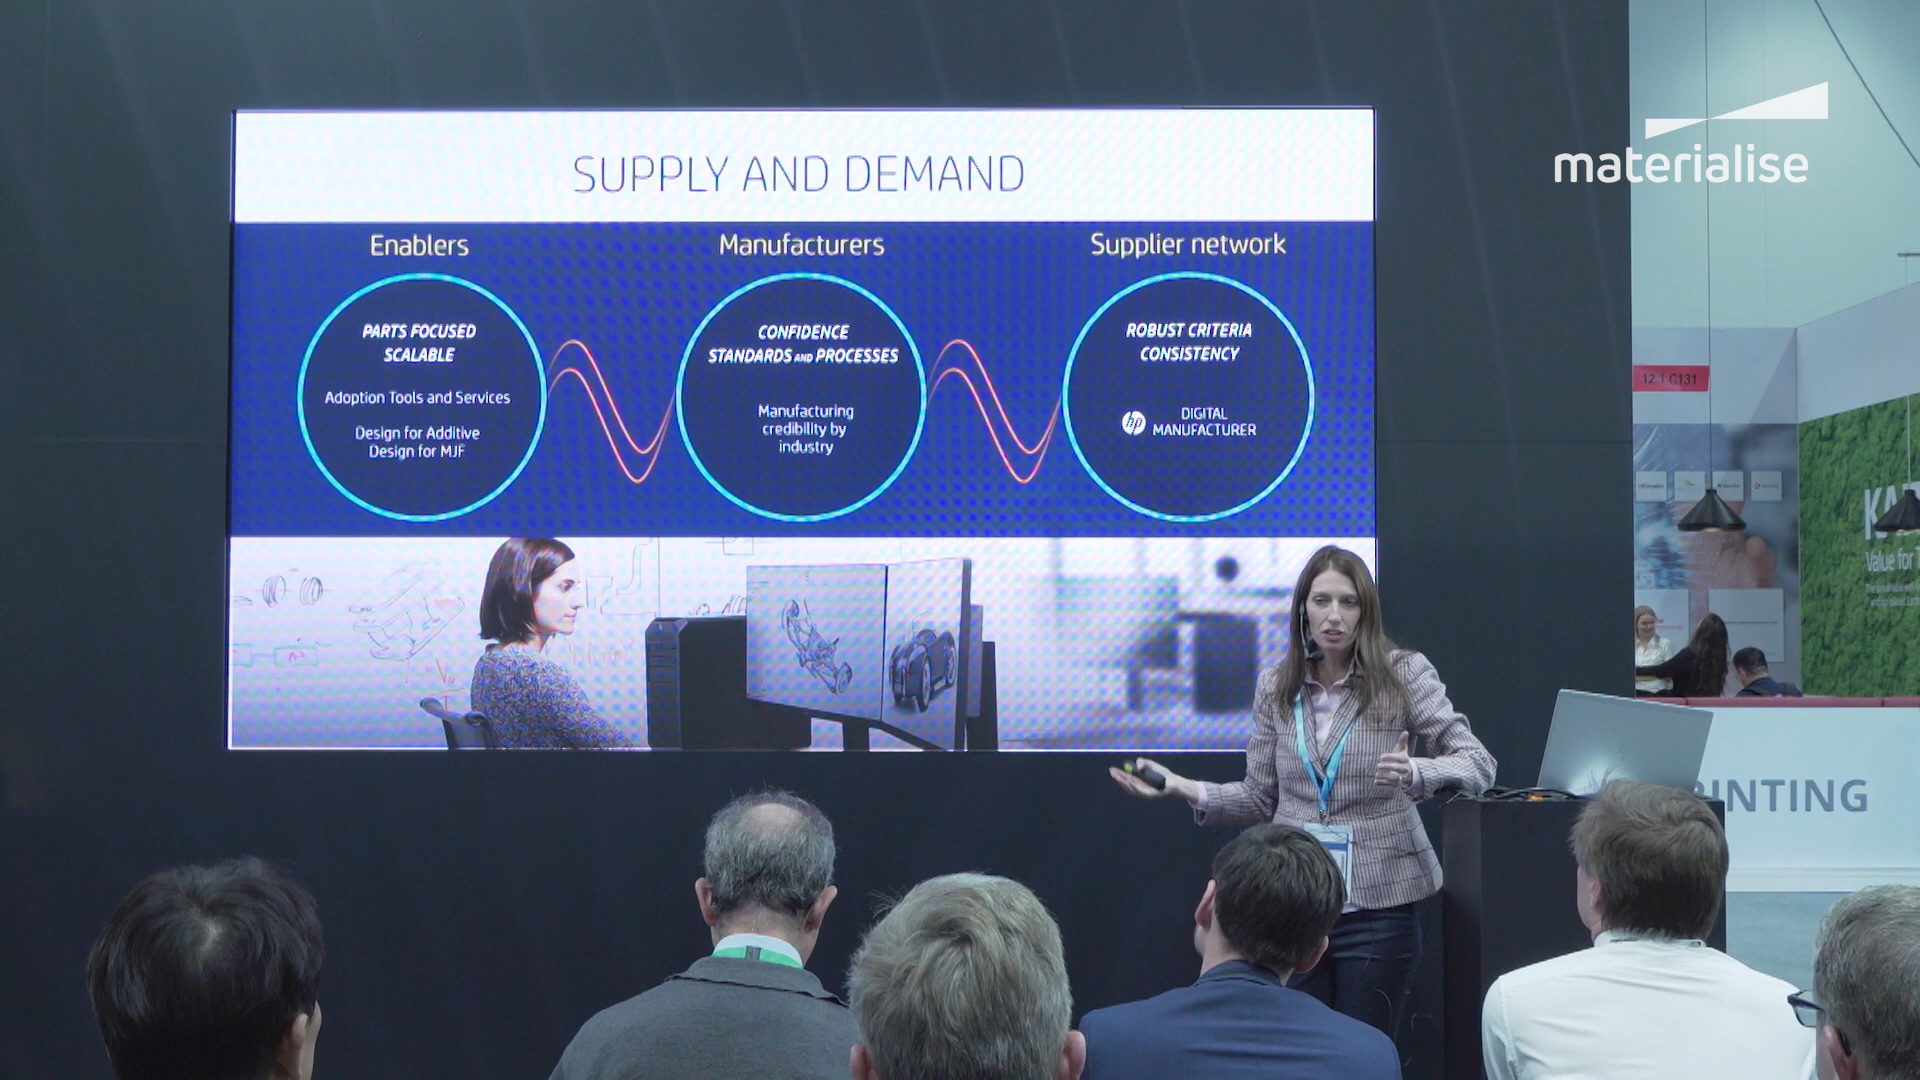 materialise
SUPPLY AND DEMAND
Enablers
Manufacturers
Supplier network
PARTS FOCUSED
SCALABLE
Adoption Tools and Services
Design for Additive
Design for MJF
CONFIDENCE
STANDARDS AND PROCESSES
Manufacturing
credibility by
industry
ROBUST CRITERIA
CONSISTENCY
hp
DIGITAL
MANUFACTURER
12.1 C131
Value for
INTING